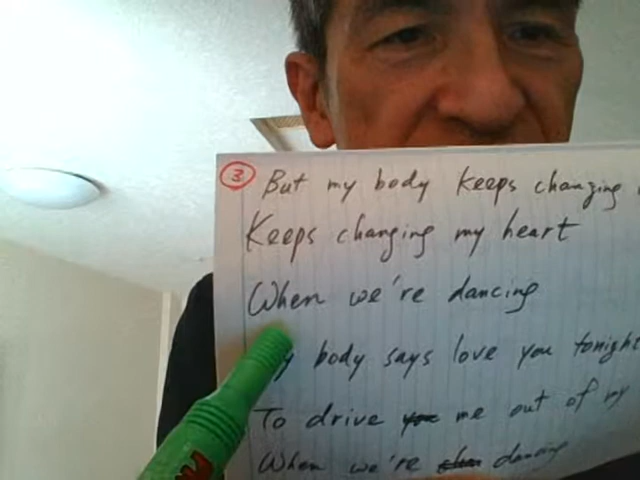 3 But my body keeps changing
Keeps changing my heart
When we're dancing
body says love you tonight
To drive me out of my
When we're dancing